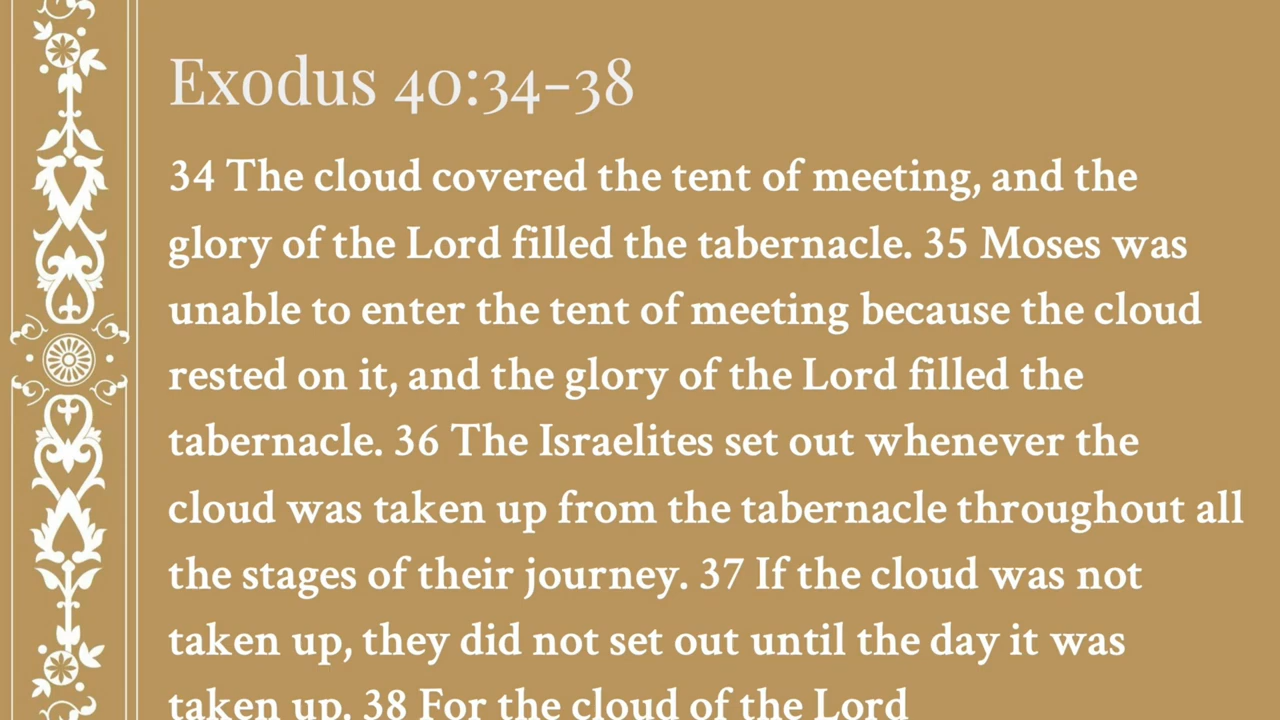 Exodus 40:34-38
34 The cloud covered the tent of meeting, and the
glory of the Lord filled the tabernacle. 35 Moses was
unable to enter the tent of meeting because the cloud
rested on it, and the glory of the Lord filled the
tabernacle. 36 The Israelites set out whenever the
cloud was taken up from the tabernacle throughout all
the stages of their journey. 37 If the cloud was not
taken up, they did not set out until the day it was
taken up. 38 For the cloud of the Lord